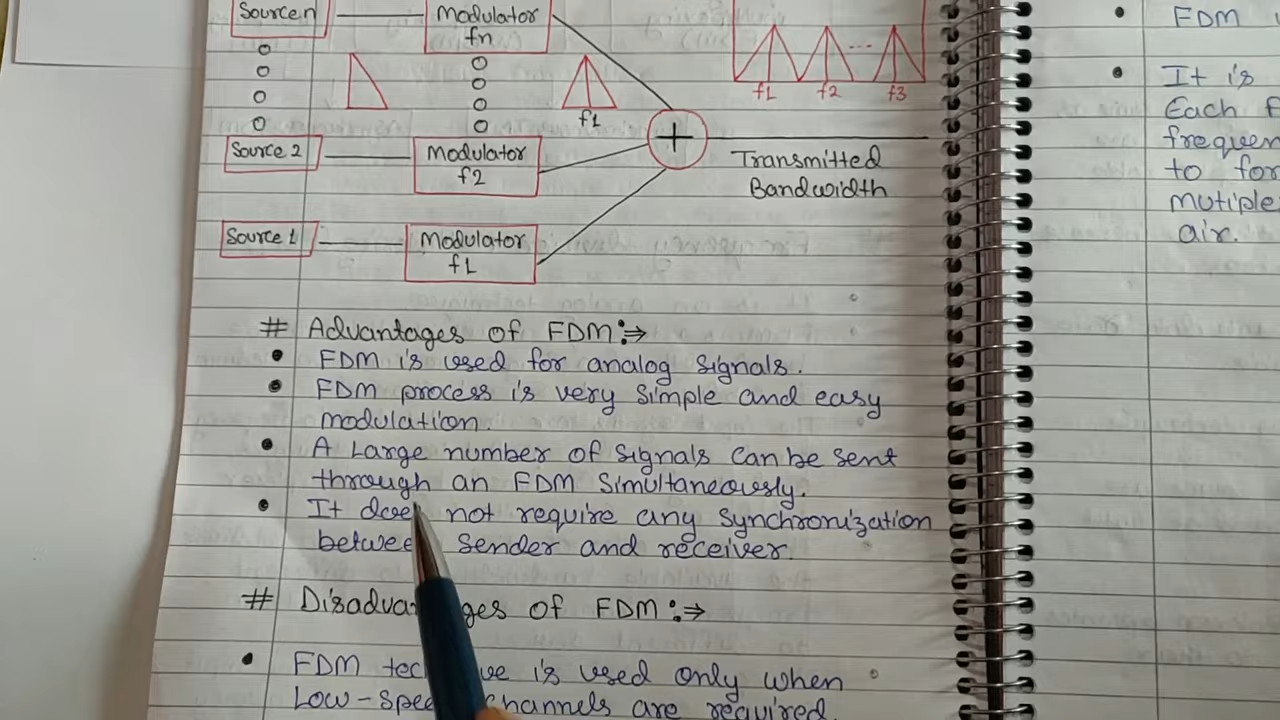 Source n
Modulator
fn
f1
f1 f2 ... f3
Source 2
Modulator
f2
+
Transmitted
Bandwidth
Source 1
Modulator
f1
# Advantages of FDM:⇒
• FDM is used for analog signals.
• FDM process is very simple and easy
modulation.
• A Large number of signals can be sent
through an FDM simultaneously.
• It does not require any synchronization
between sender and receiver.
# Disadvantages of FDM:⇒
• FDM is used only when
Low-speed channels are required.
• FDM
• It is
Each
to for
mutiple
air.